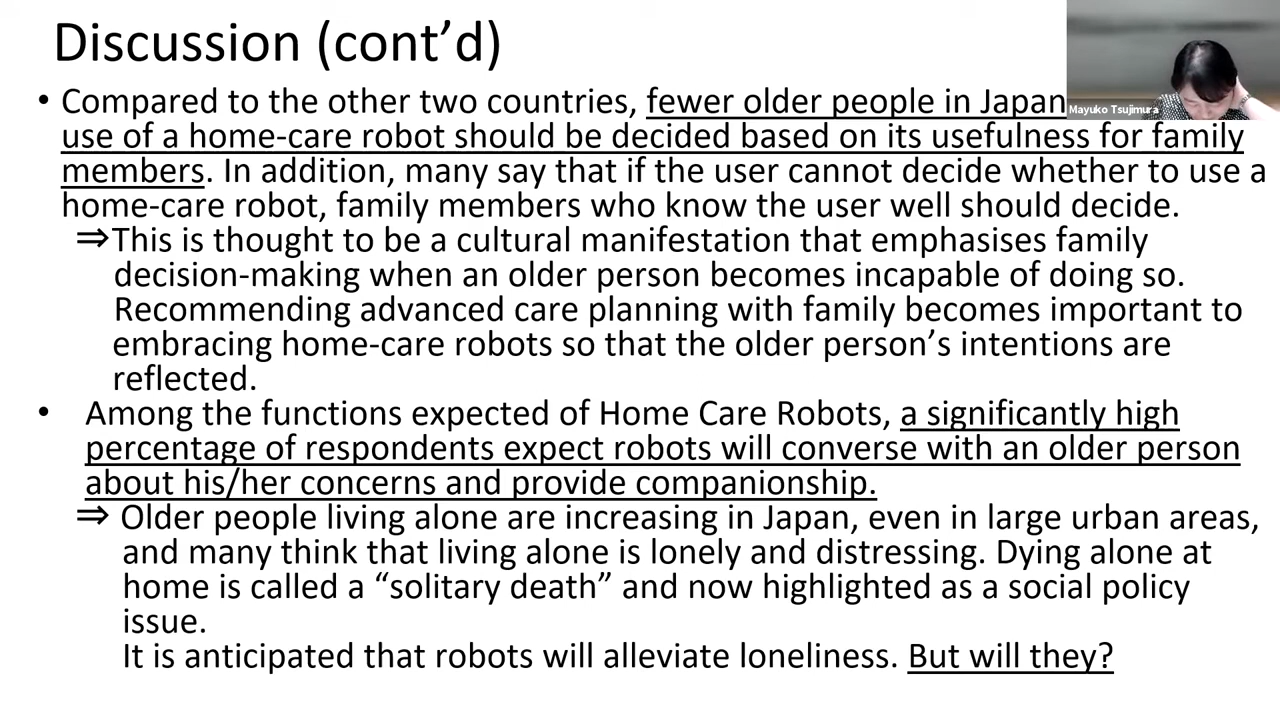 Discussion (cont’d)
• Compared to the other two countries, fewer older people in Japan
Mayuko Tsujimura
use of a home-care robot should be decided based on its usefulness for family
members. In addition, many say that if the user cannot decide whether to use a
home-care robot, family members who know the user well should decide.
⇒This is thought to be a cultural manifestation that emphasises family
decision-making when an older person becomes incapable of doing so.
Recommending advanced care planning with family becomes important to
embracing home-care robots so that the older person’s intentions are
reflected.
• Among the functions expected of Home Care Robots, a significantly high
percentage of respondents expect robots will converse with an older person
about his/her concerns and provide companionship.
⇒ Older people living alone are increasing in Japan, even in large urban areas,
and many think that living alone is lonely and distressing. Dying alone at
home is called a “solitary death” and now highlighted as a social policy
issue.
It is anticipated that robots will alleviate loneliness. But will they?